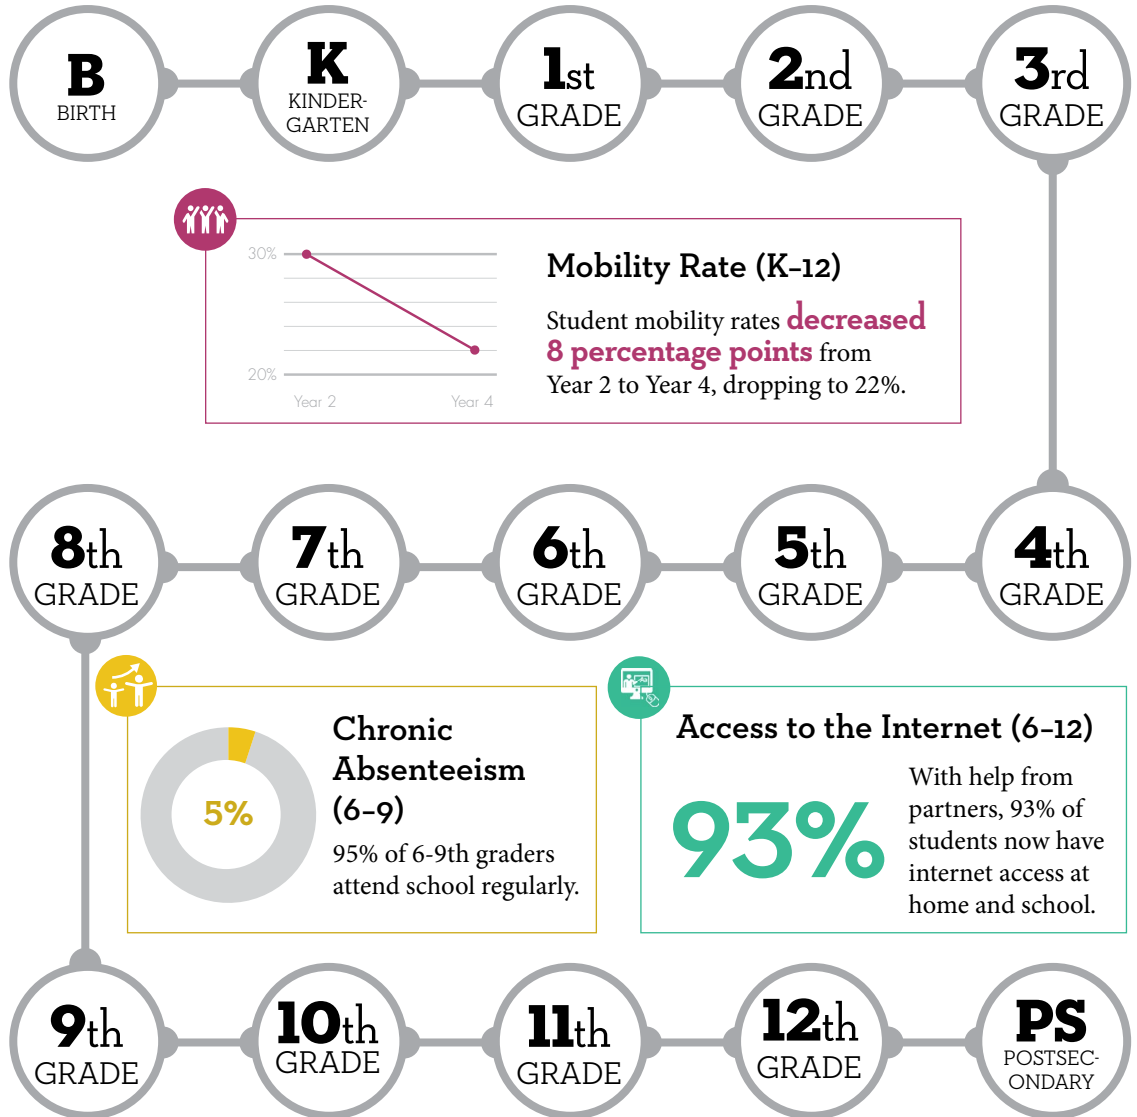 B
BIRTH
K
KINDER-
GARTEN
1st
GRADE
2nd
GRADE
3rd
GRADE
30%
20%
Year 2
Year 4
Mobility Rate (K–12)
Student mobility rates decreased
8 percentage points from
Year 2 to Year 4, dropping to 22%.
8th
GRADE
7th
GRADE
6th
GRADE
5th
GRADE
4th
GRADE
5%
Chronic
Absenteeism
(6–9)
95% of 6-9th graders
attend school regularly.
Access to the Internet (6–12)
93%
With help from
partners, 93% of
students now have
internet access at
home and school.
9th
GRADE
10th
GRADE
11th
GRADE
12th
GRADE
PS
POSTSEC-
ONDARY